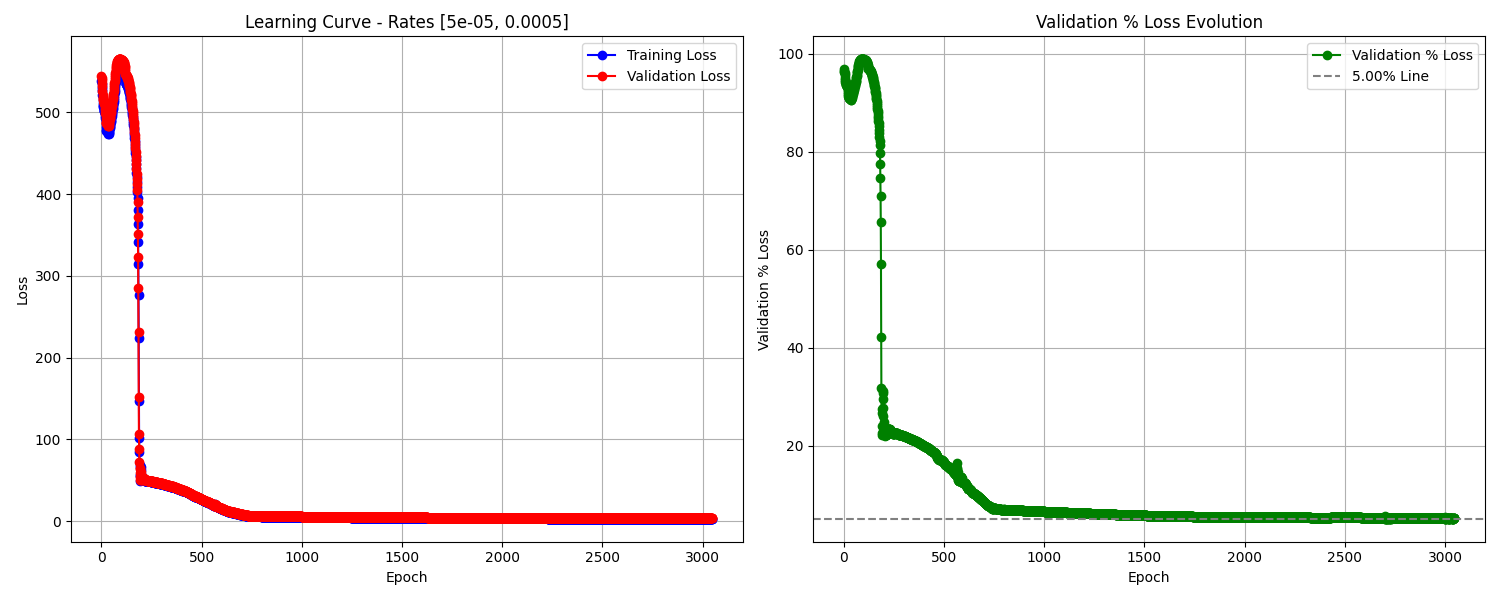 Learning Curve - Rates [5e-05, 0.0005]
Training Loss
Validation Loss
500
400
300
200
100
0
Loss
0
500
1000
1500
2000
2500
3000
Epoch
Validation % Loss Evolution
Validation % Loss
5.00% Line
100
80
60
40
20
Validation % Loss
0
500
1000
1500
2000
2500
3000
Epoch